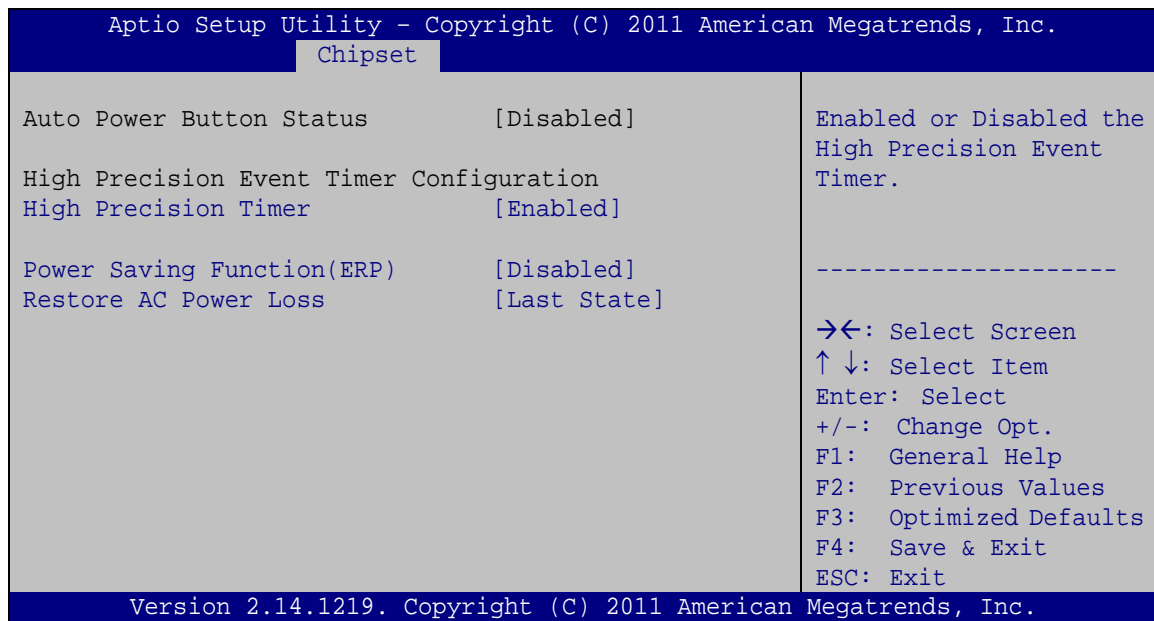 Aptio Setup Utility – Copyright (C) 2011 American Megatrends, Inc.
Chipset
Auto Power Button Status [Disabled]
High Precision Event Timer Configuration
High Precision Timer [Enabled]
Power Saving Function(ERP) [Disabled]
Restore AC Power Loss [Last State]
Enabled or Disabled the
High Precision Event
Timer.
---------------------
→←: Select Screen
↑ ↓: Select Item
Enter: Select
+/-: Change Opt.
F1: General Help
F2: Previous Values
F3: Optimized Defaults
F4: Save & Exit
ESC: Exit
Version 2.14.1219. Copyright (C) 2011 American Megatrends, Inc.